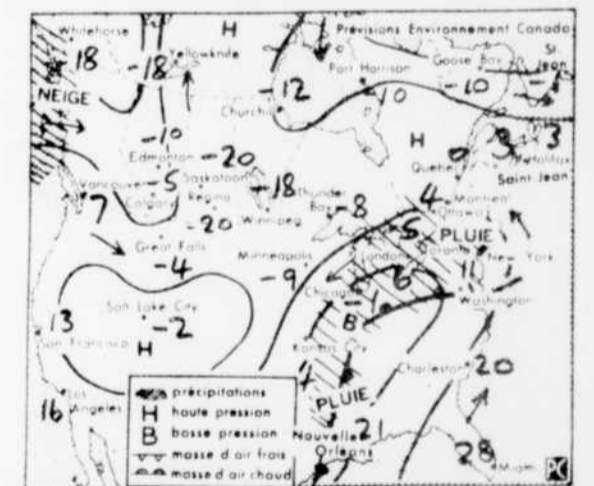 H Prévisions Environnement Canada
Whitehorse
18 -18 Yellowknife
Goose Bay St. Jean
-12 Port Harrison -10 -10
NEIGE
Churchill
-10
H
Edmonton -20
Québec 0 3 Halifax 3
Saint Jean
Vancouver -5 Saskatoon
-18 Thunder Bay -8
4 Montréal
7 Calgary Regina
Winnipeg
Ottawa
-20
-5 PLUIE
Great Falls
-4
Minneapolis -9
London Toronto New York
11
Chicago 6
-1
Washington
Salt Lake City
-2
13
San Francisco
H
B
Kansas City
Charleston 20
Los Angeles
16
PLUIE
précipitations
H haute pression
B basse pression
masse d'air frais
masse d'air chaud
Nouvelle Orléans
21
28
Miami
PC